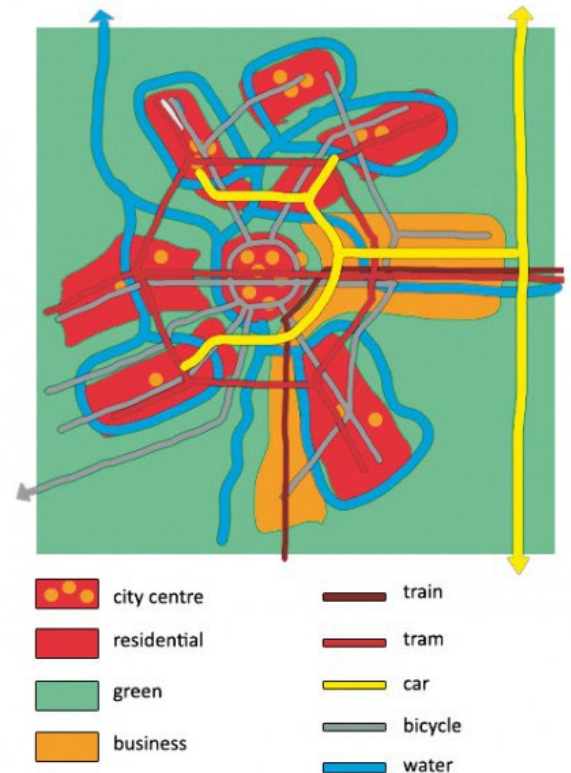 city centre
residential
green
business
train
tram
car
bicycle
water